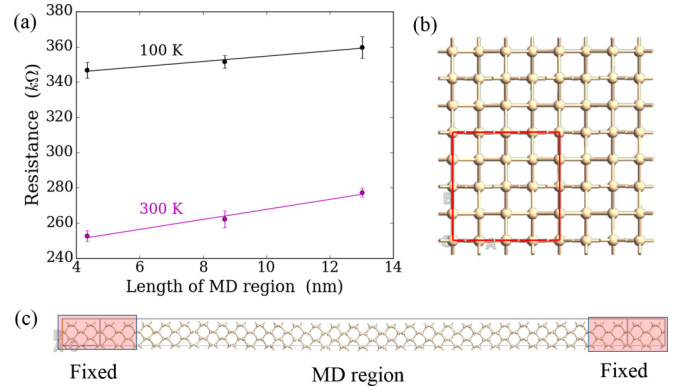 (a)
380
360
340
320
300
280
260
240
Resistance (kΩ)
100 K
300 K
4 6 8 10 12 14
Length of MD region (nm)
(b)
B
A
(c)
Fixed
MD region
Fixed